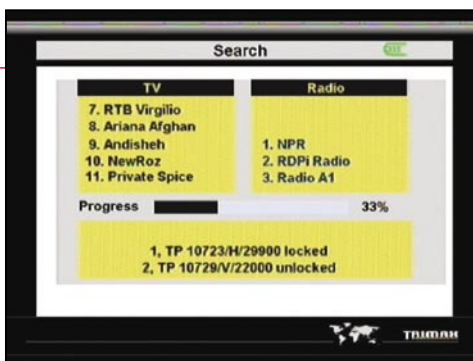 Search
TV
7. RTB Virgilio
8. Ariana Afghan
9. Andisheh
10. NewRoz
11. Private Spice
Radio
1. NPR
2. RDPi Radio
3. Radio A1
Progress 33%
1, TP 10723/H/29900 locked
2, TP 10729/V/22000 unlocked
TRIMAX